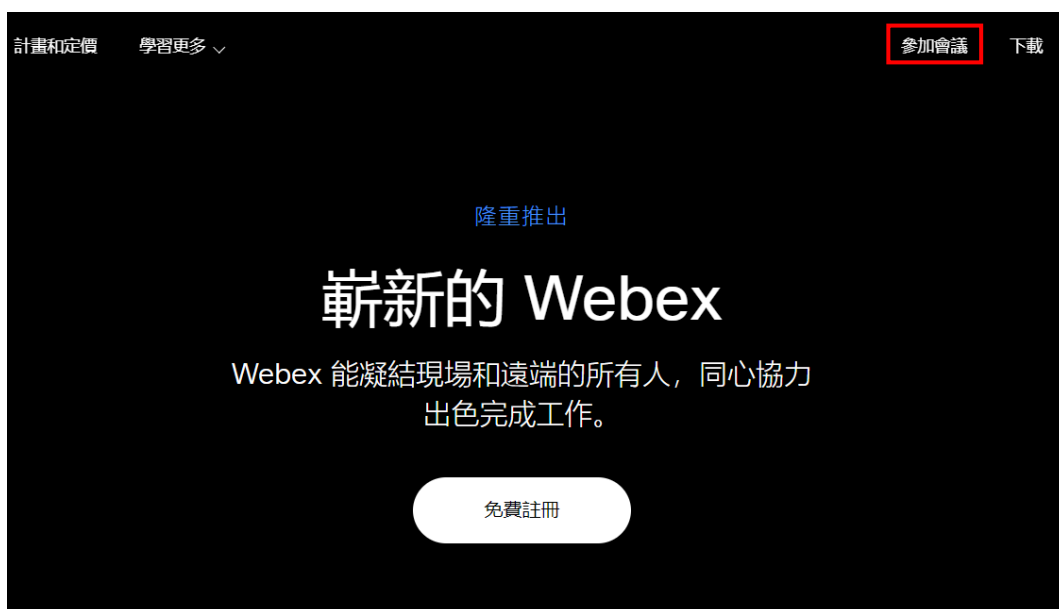 計畫和定價 學習更多 參加會議 下載
隆重推出
嶄新的 Webex
Webex 能凝結現場和遠端的所有人，同心協力
出色完成工作。
免費註冊